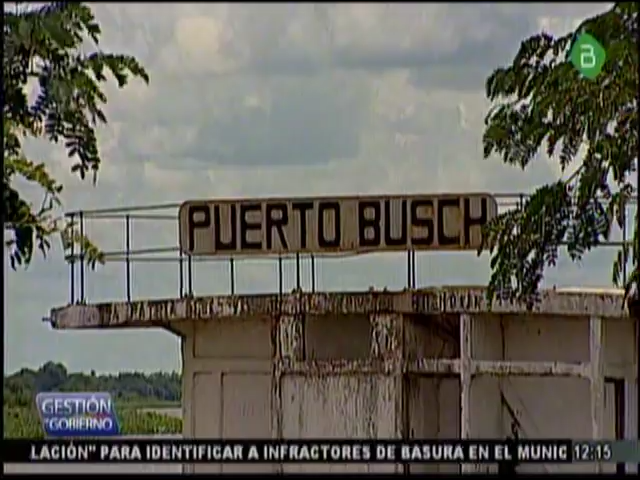 B
PUERTO BUSCH
GESTIÓN
GOBIERNO
LACIÓN" PARA IDENTIFICAR A INFRACTORES DE BASURA EN EL MUNIC 12:15